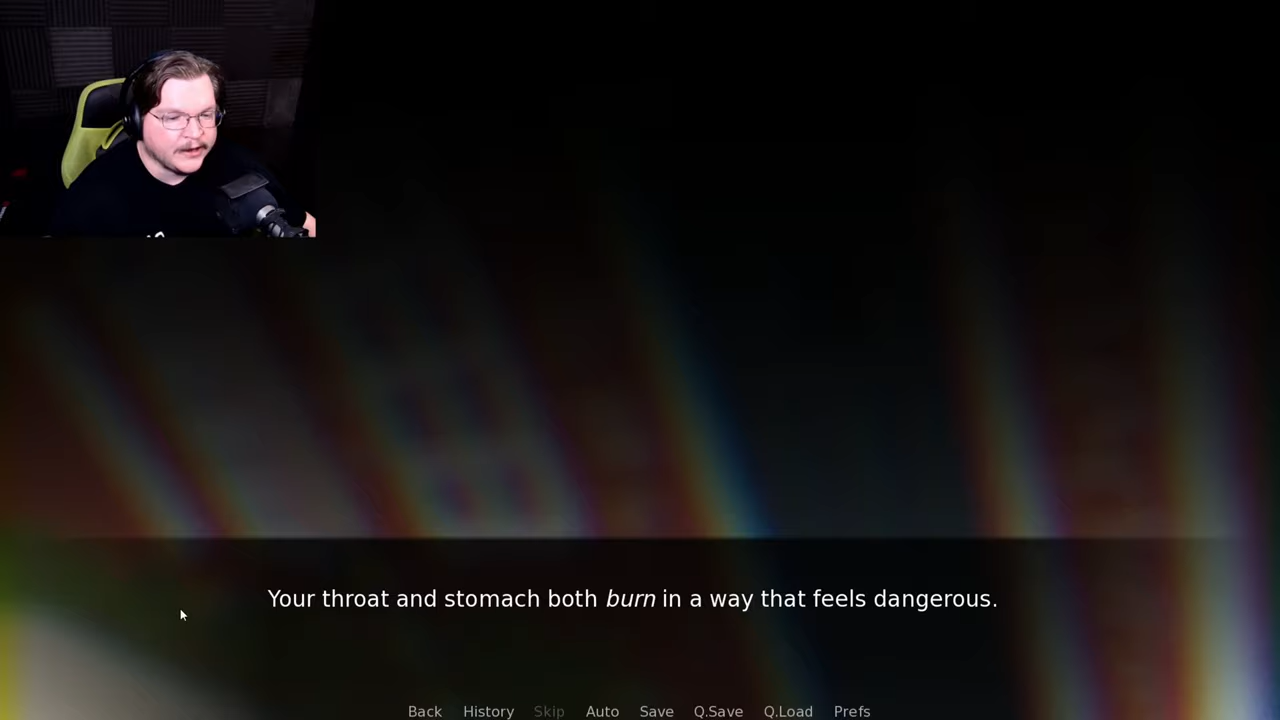 Your throat and stomach both burn in a way that feels dangerous.
Back History Skip Auto Save Q.Save Q.Load Prefs